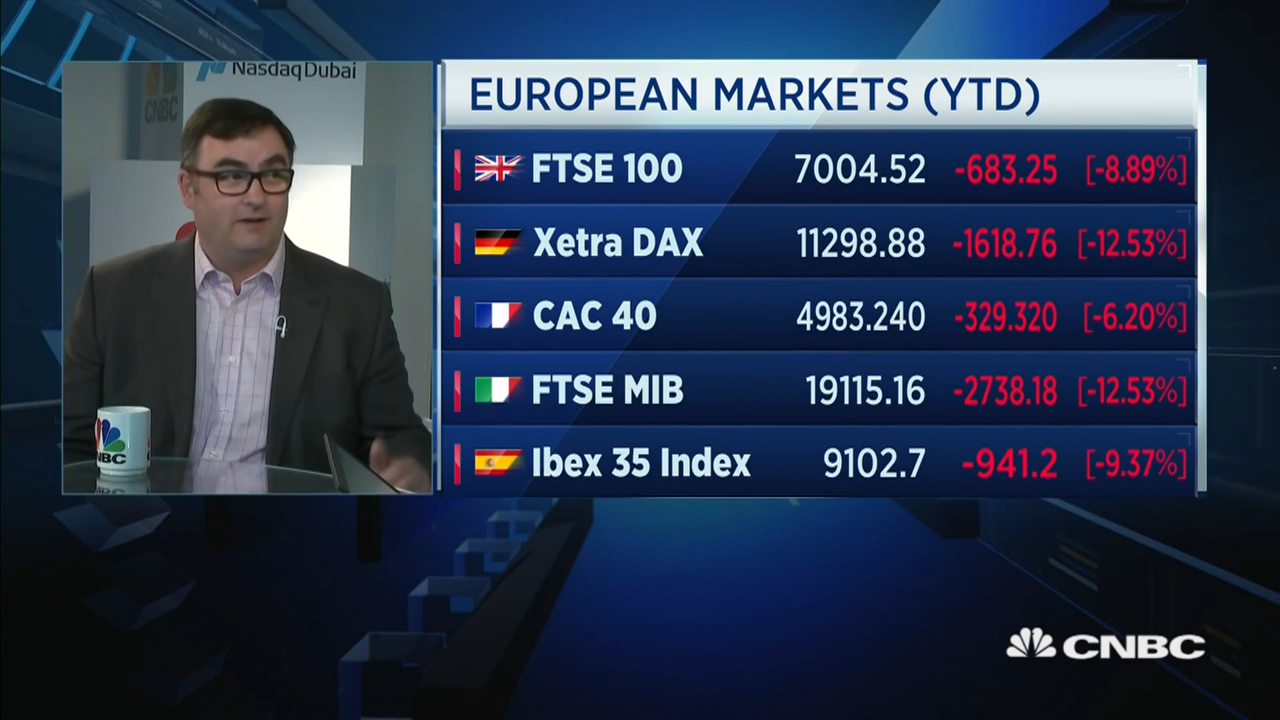 NasdaqDubai
CNBC
EUROPEAN MARKETS (YTD)
FTSE 100 7004.52 -683.25 [-8.89%]
Xetra DAX 11298.88 -1618.76 [-12.53%]
CAC 40 4983.240 -329.320 [-6.20%]
FTSE MIB 19115.16 -2738.18 [-12.53%]
Ibex 35 Index 9102.7 -941.2 [-9.37%]
NBC
CNBC